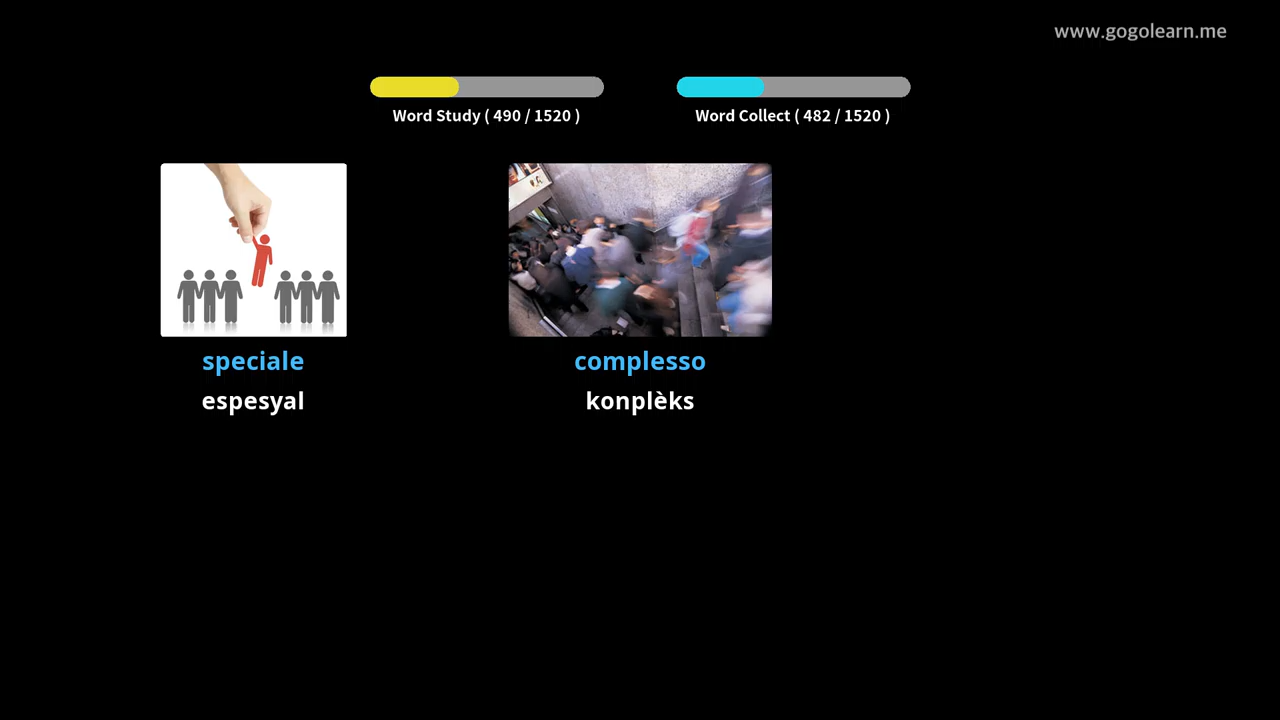 www.gogolearn.me
Word Study ( 490 / 1520 )
Word Collect ( 482 / 1520 )
speciale
espesyal
complesso
konplèks